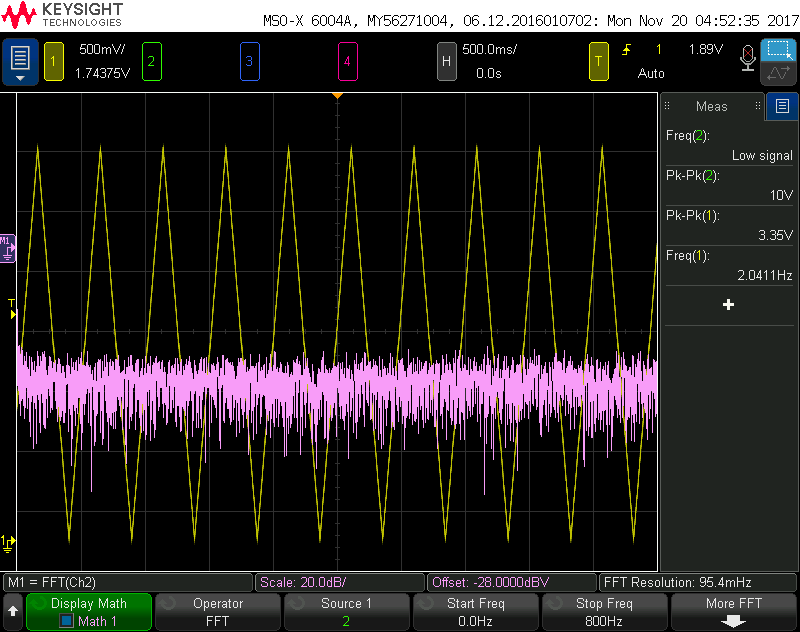 KEYSIGHT
TECHNOLOGIES
MSO-X 6004A, MY56271004, 06.12.2016010702: Mon Nov 20 04:52:35 2017
1 500mV/ 2 3 4 H 500.0ms/ T 1 1.89V
1.74375V 0.0s Auto
Meas
Freq(2):
Low signal
Pk-Pk(2):
10V
Pk-Pk(1):
3.35V
Freq(1):
2.0411Hz
+
M1
T
1
M1 = FFT(Ch2) Scale: 20.0dB/ Offset: -28.0000dBV FFT Resolution: 95.4mHz
Display Math Operator Source 1 Start Freq Stop Freq More FFT
Math 1 FFT 2 0.0Hz 800Hz